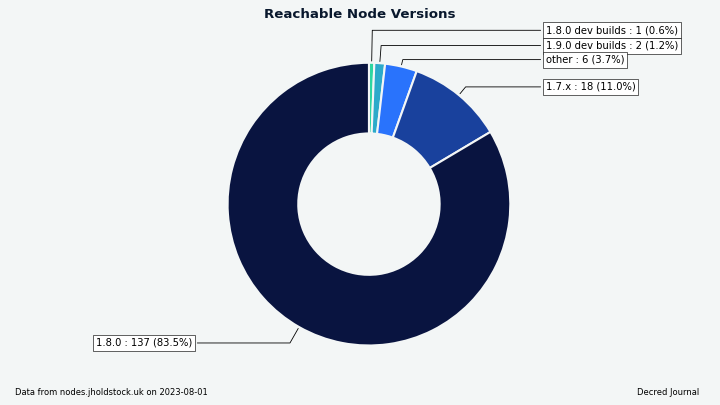 Reachable Node Versions
1.8.0 dev builds : 1 (0.6%)
1.9.0 dev builds : 2 (1.2%)
other : 6 (3.7%)
1.7.x : 18 (11.0%)
1.8.0 : 137 (83.5%)
Data from nodes.jholdstock.uk on 2023-08-01
Decred Journal